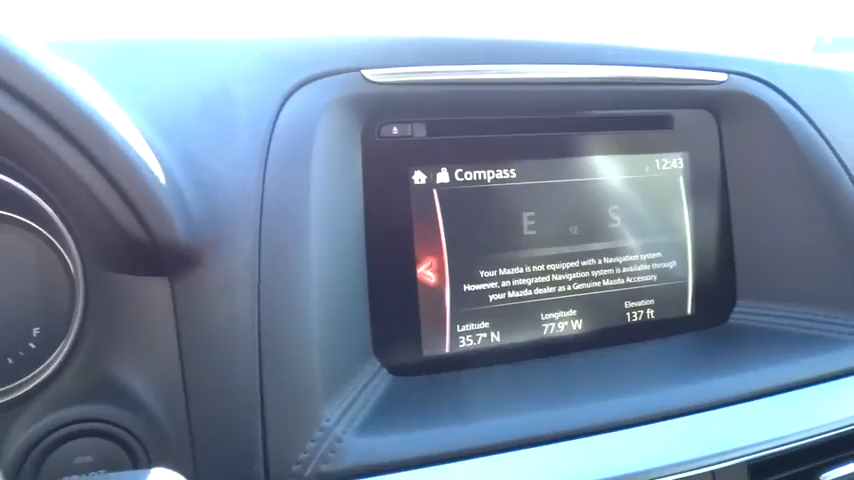 Compass
12:43
E SE S
Your Mazda is not equipped with a Navigation system.
However, an integrated Navigation system is available through
your Mazda dealer as a Genuine Mazda Accessory.
Latitude Longitude Elevation
35.7° N 77.9° W 137 ft
F
START